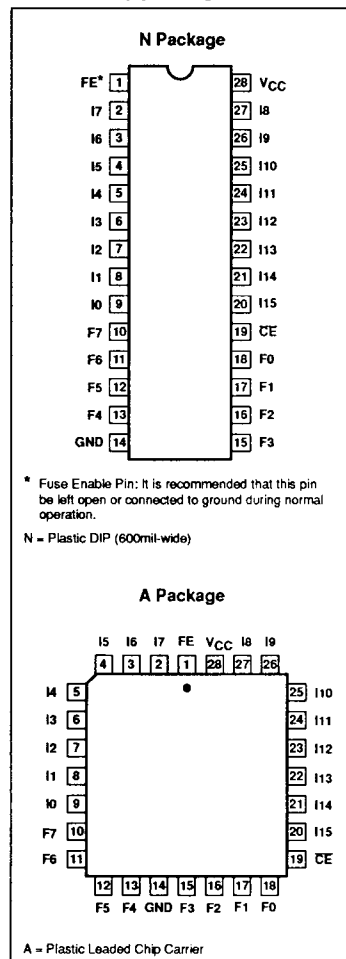 N Package
FE* 1 28 VCC
I7 2 27 I8
I6 3 26 I9
I5 4 25 I10
I4 5 24 I11
I3 6 23 I12
I2 7 22 I13
I1 8 21 I14
I0 9 20 I15
F7 10 19 CE
F6 11 18 F0
F5 12 17 F1
F4 13 16 F2
GND 14 15 F3
* Fuse Enable Pin: It is recommended that this pin
be left open or connected to ground during normal
operation.
N = Plastic DIP (600mil-wide)
A Package
I5 I6 I7 FE VCC I8 I9
4 3 2 1 28 27 26
I4 5 25 I10
I3 6 24 I11
I2 7 23 I12
I1 8 22 I13
I0 9 21 I14
F7 10 20 I15
F6 11 19 CE
12 13 14 15 16 17 18
F5 F4 GND F3 F2 F1 F0
A = Plastic Leaded Chip Carrier